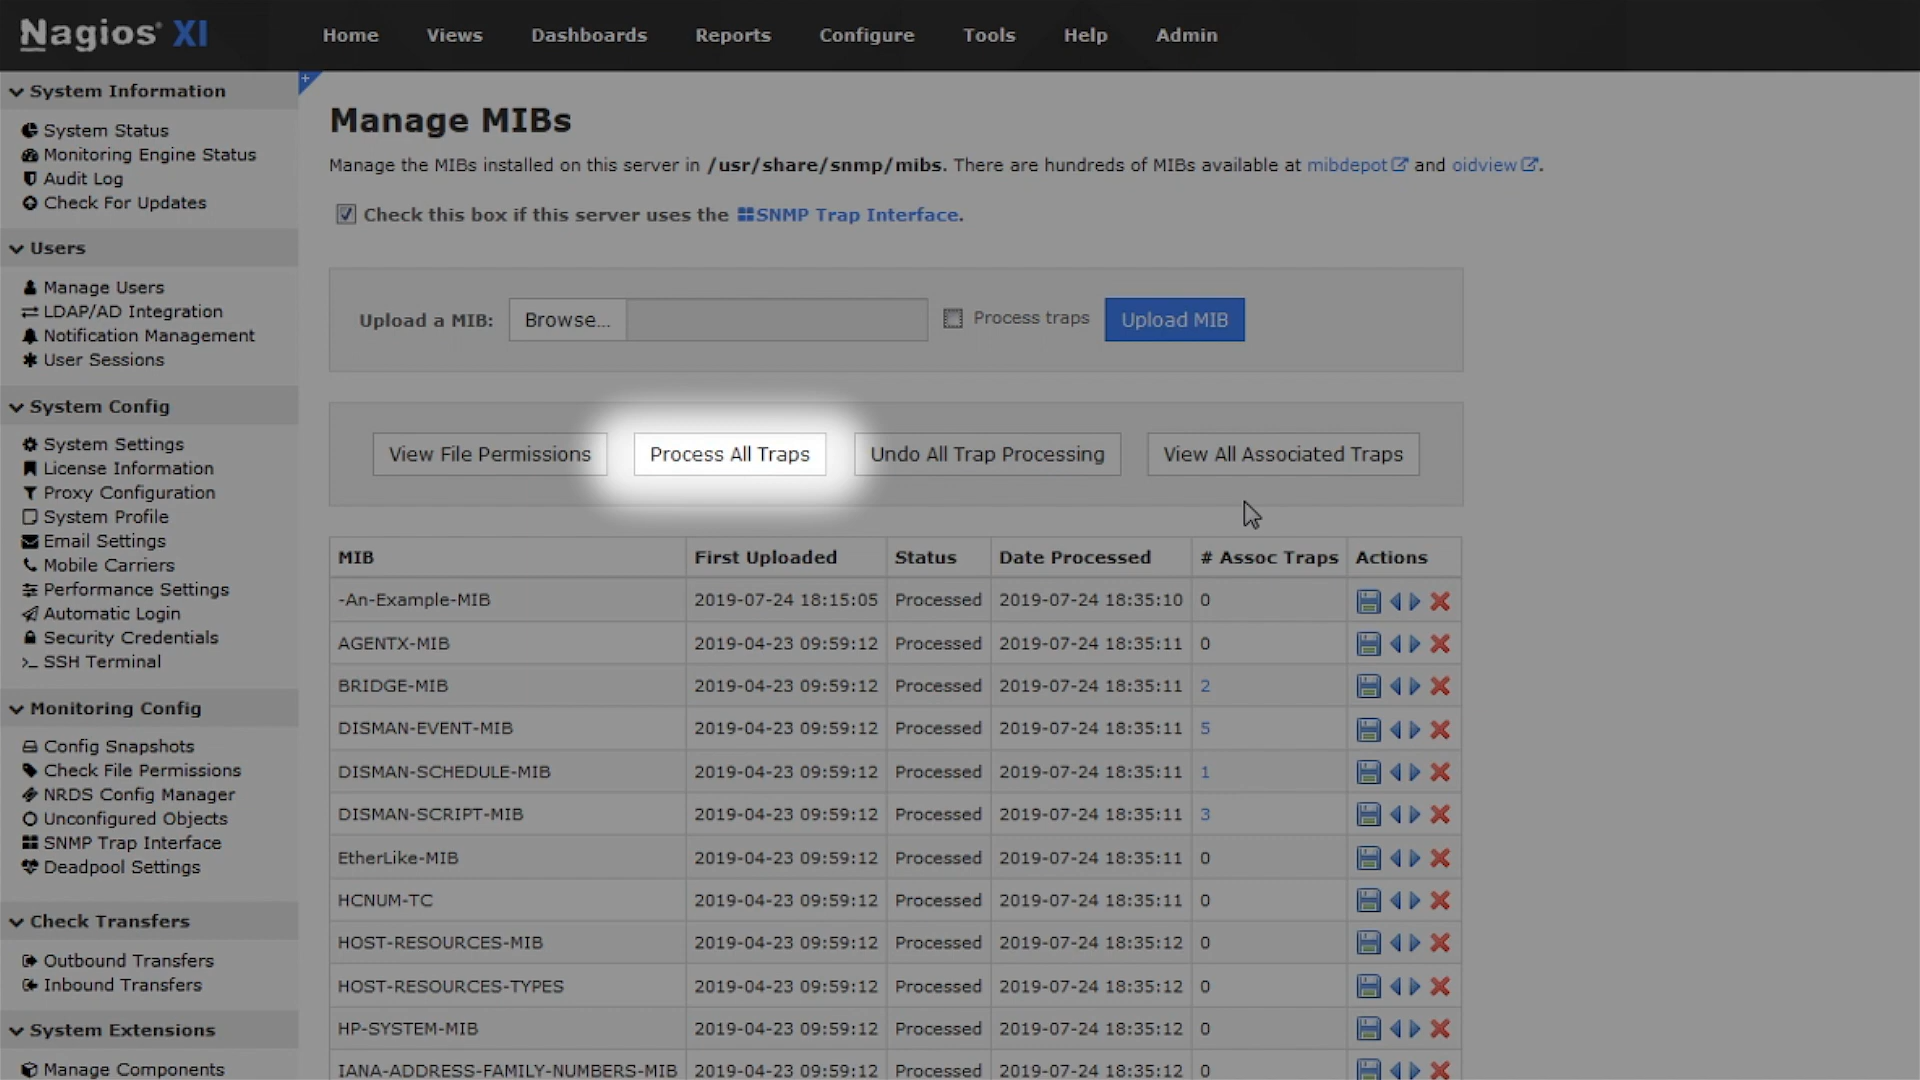 Nagios® XI
Home Views Dashboards Reports Configure Tools Help Admin
System Information
System Status
Monitoring Engine Status
Audit Log
Check For Updates
Users
Manage Users
LDAP/AD Integration
Notification Management
User Sessions
System Config
System Settings
License Information
Proxy Configuration
System Profile
Email Settings
Mobile Carriers
Performance Settings
Automatic Login
Security Credentials
SSH Terminal
Monitoring Config
Config Snapshots
Check File Permissions
NRDS Config Manager
Unconfigured Objects
SNMP Trap Interface
Deadpool Settings
Check Transfers
Outbound Transfers
Inbound Transfers
System Extensions
Manage Components
Manage MIBs
Manage the MIBs installed on this server in /usr/share/snmp/mibs. There are hundreds of MIBs available at mibdepot and oidview.
Check this box if this server uses the SNMP Trap Interface.
Upload a MIB: Browse... Process traps Upload MIB
View File Permissions Process All Traps Undo All Trap Processing View All Associated Traps
MIB First Uploaded Status Date Processed # Assoc Traps Actions
-An-Example-MIB 2019-07-24 18:15:05 Processed 2019-07-24 18:35:10 0
AGENTX-MIB 2019-04-23 09:59:12 Processed 2019-07-24 18:35:11 0
BRIDGE-MIB 2019-04-23 09:59:12 Processed 2019-07-24 18:35:11 2
DISMAN-EVENT-MIB 2019-04-23 09:59:12 Processed 2019-07-24 18:35:11 5
DISMAN-SCHEDULE-MIB 2019-04-23 09:59:12 Processed 2019-07-24 18:35:11 1
DISMAN-SCRIPT-MIB 2019-04-23 09:59:12 Processed 2019-07-24 18:35:11 3
EtherLike-MIB 2019-04-23 09:59:12 Processed 2019-07-24 18:35:11 0
HCNUM-TC 2019-04-23 09:59:12 Processed 2019-07-24 18:35:11 0
HOST-RESOURCES-MIB 2019-04-23 09:59:12 Processed 2019-07-24 18:35:12 0
HOST-RESOURCES-TYPES 2019-04-23 09:59:12 Processed 2019-07-24 18:35:12 0
HP-SYSTEM-MIB 2019-04-23 09:59:12 Processed 2019-07-24 18:35:12 0
IANA-ADDRESS-FAMILY-NUMBERS-MIB 2019-04-23 09:59:12 Processed 2019-07-24 18:35:12 0